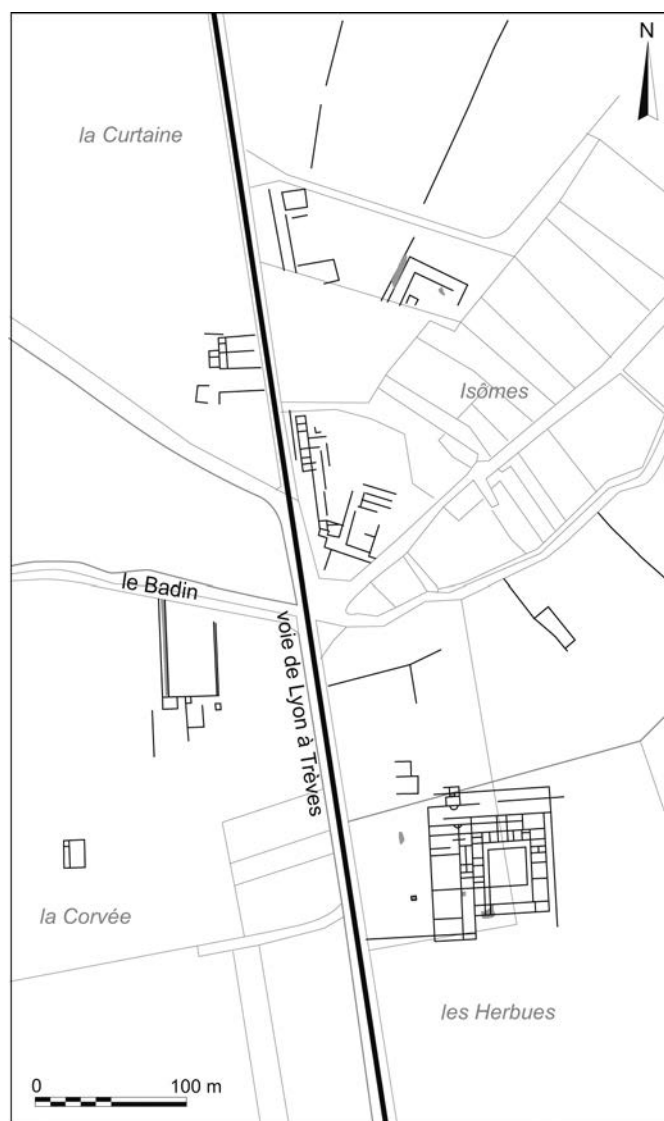 N
la Curtaine
Isômes
le Badin
voie de Lyon à Trèves
la Corvée
les Herbues
0 100 m